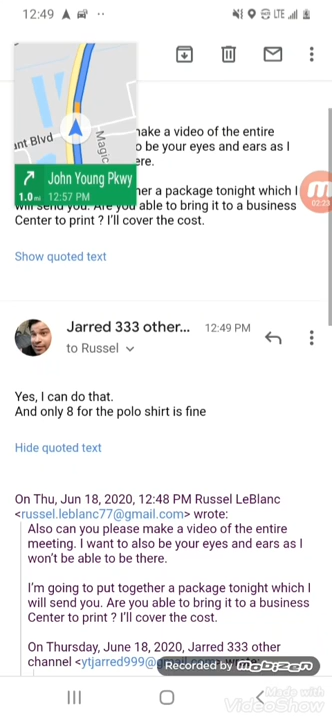 12:49
LTE
ant Blvd
Magic
John Young Pkwy
1.0 mi 12:57 PM
make a video of the entire
o be your eyes and ears as I
ere.
her a package tonight which I
will send you. Are you able to bring it to a business
Center to print ? I'll cover the cost.
02:23
Show quoted text
Jarred 333 other... 12:49 PM
to Russel
Yes, I can do that.
And only 8 for the polo shirt is fine
Hide quoted text
On Thu, Jun 18, 2020, 12:48 PM Russel LeBlanc
<russel.leblanc77@gmail.com> wrote:
Also can you please make a video of the entire
meeting. I want to also be your eyes and ears as I
won't be able to be there.
I'm going to put together a package tonight which I
will send you. Are you able to bring it to a business
Center to print ? I'll cover the cost.
On Thursday, June 18, 2020, Jarred 333 other
channel <ytjarred999@gmail.com> wrote:
Recorded by mobizen
Made with
VideoShow